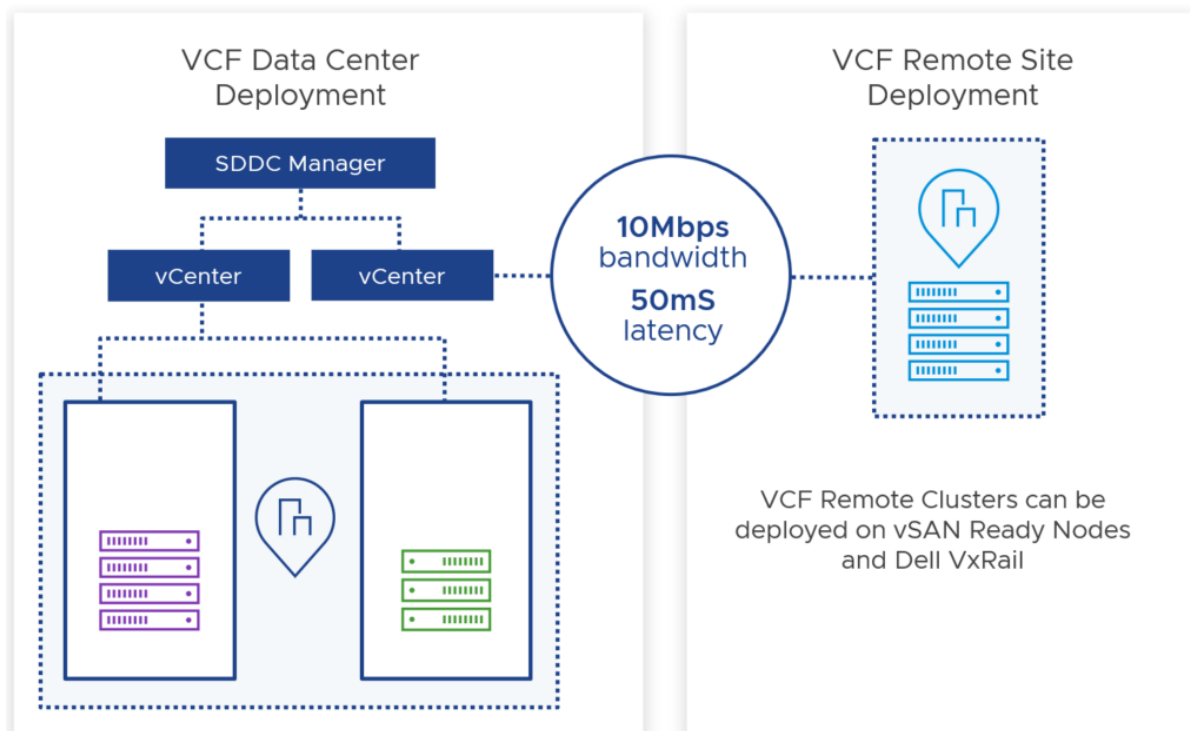 VCF Data Center
Deployment
SDDC Manager
vCenter
vCenter
10Mbps
bandwidth
50mS
latency
VCF Remote Site
Deployment
VCF Remote Clusters can be
deployed on vSAN Ready Nodes
and Dell VxRail